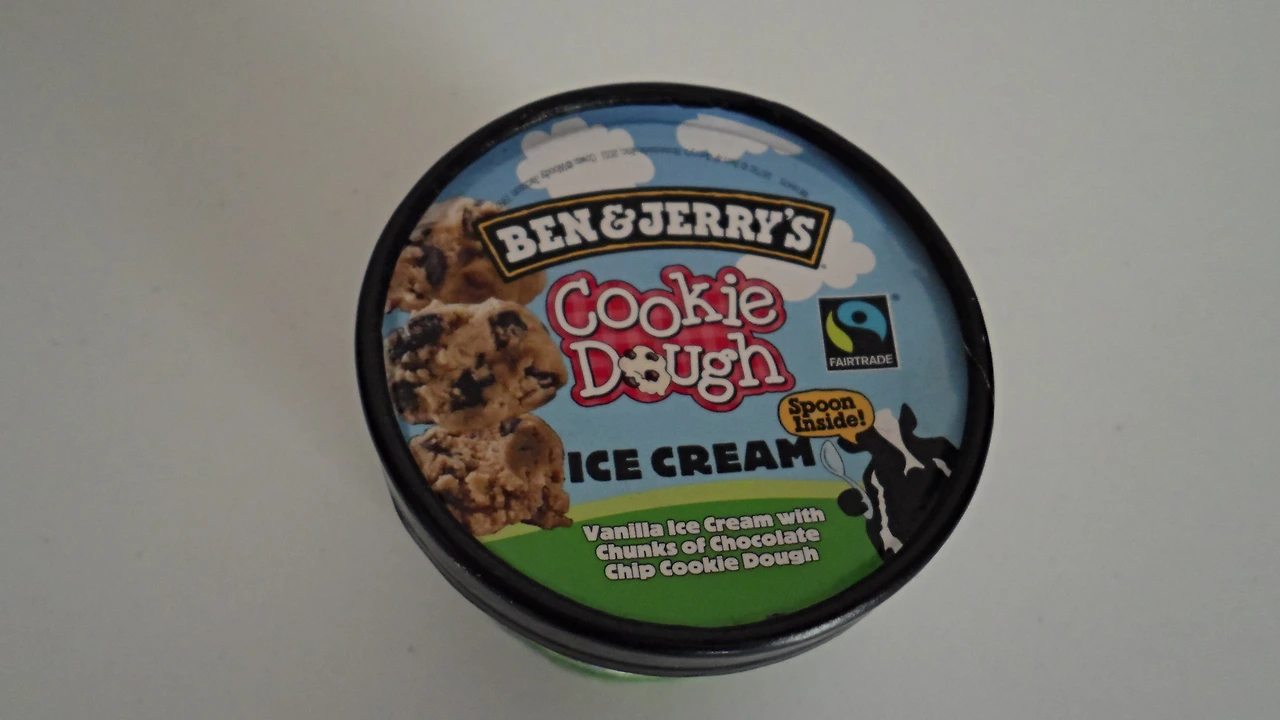 BEN & JERRY'S
Cookie
Dough
FAIRTRADE
Spoon
Inside!
ICE CREAM
Vanilla Ice Cream with
Chunks of Chocolate
Chip Cookie Dough